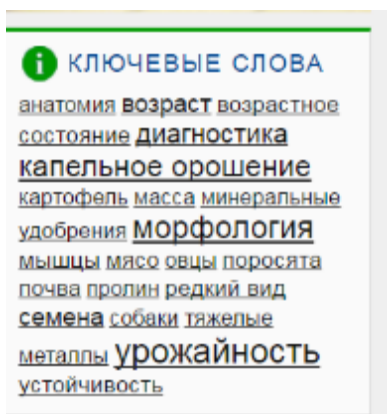 КЛЮЧЕВЫЕ СЛОВА
анатомия возраст возрастное
состояние диагностика
капельное орошение
картофель масса минеральные
удобрения морфология
мышцы мясо овцы поросята
почва пролин редкий вид
семена собаки тяжелые
металлы урожайность
устойчивость